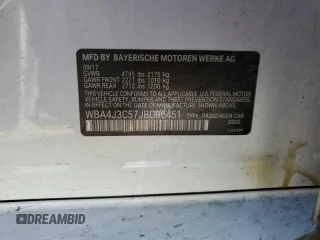 MFD BY BAYERISCHE MOTOREN WERKE AG
09/17
GVWR 4795 lbs 2175 kg
GAWR FRONT 2227 lbs 1010 kg
GAWR REAR 2712 lbs 1230 kg
THIS VEHICLE CONFORMS TO ALL APPLICABLE FEDERAL
MOTOR VEHICLE SAFETY, BUMPER, AND THEFT PREVENTION
STANDARDS IN EFFECT ON THE DATE OF MANUFACTURE
SHOWN ABOVE.
WBA4J3C57JBG96451 TYPE: PASSENGER CAR
DREAMBID